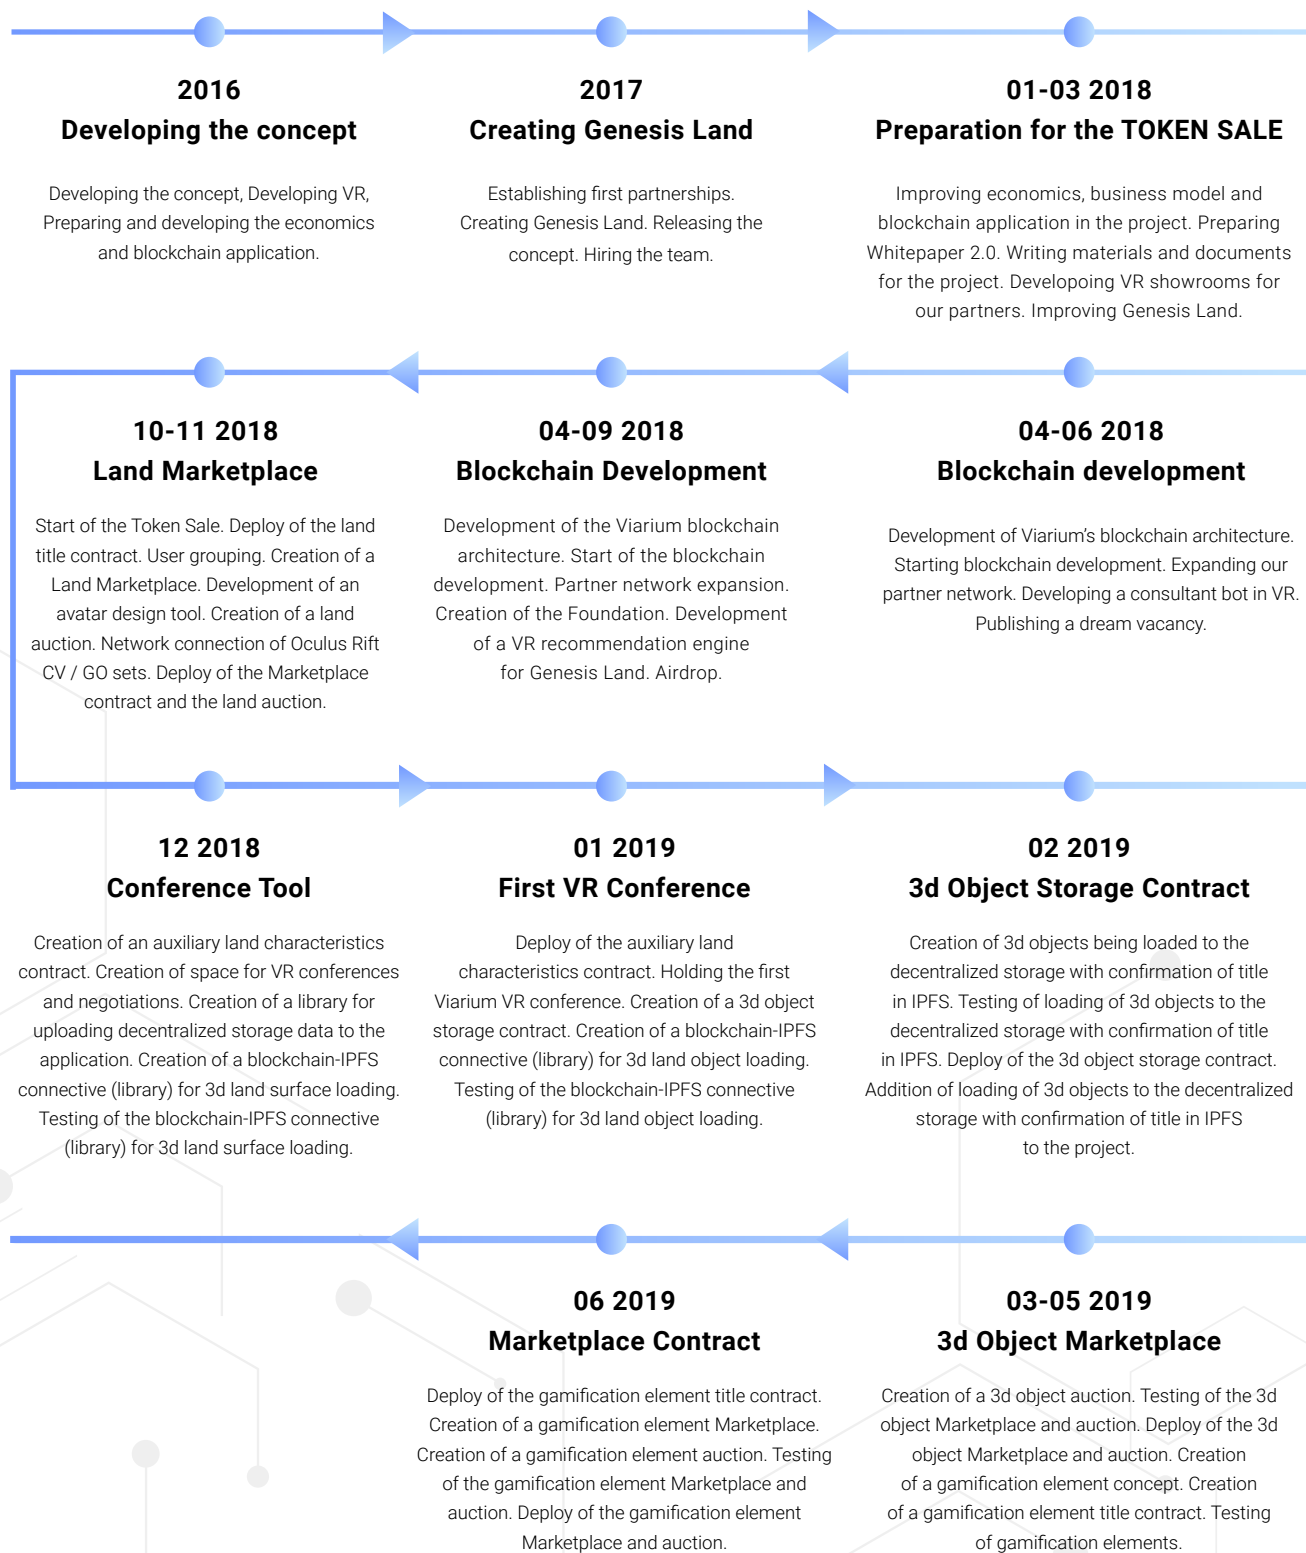 2016
Developing the concept
Developing the concept, Developing VR,
Preparing and developing the economics
and blockchain application.
2017
Creating Genesis Land
Establishing first partnerships.
Creating Genesis Land. Releasing the
concept. Hiring the team.
01-03 2018
Preparation for the TOKEN SALE
Improving economics, business model and
blockchain application in the project. Preparing
Whitepaper 2.0. Writing materials and documents
for the project. Developoing VR showrooms for
our partners. Improving Genesis Land.
04-06 2018
Blockchain development
Development of Viarium’s blockchain architecture.
Starting blockchain development. Expanding our
partner network. Developing a consultant bot in VR.
Publishing a dream vacancy.
04-09 2018
Blockchain Development
Development of the Viarium blockchain
architecture. Start of the blockchain
development. Partner network expansion.
Creation of the Foundation. Development
of a VR recommendation engine
for Genesis Land. Airdrop.
10-11 2018
Land Marketplace
Start of the Token Sale. Deploy of the land
title contract. User grouping. Creation of a
Land Marketplace. Development of an
avatar design tool. Creation of a land
auction. Network connection of Oculus Rift
CV / GO sets. Deploy of the Marketplace
contract and the land auction.
12 2018
Conference Tool
Creation of an auxiliary land characteristics
contract. Creation of space for VR conferences
and negotiations. Creation of a library for
uploading decentralized storage data to the
application. Creation of a blockchain-IPFS
connective (library) for 3d land surface loading.
Testing of the blockchain-IPFS connective
(library) for 3d land surface loading.
01 2019
First VR Conference
Deploy of the auxiliary land
characteristics contract. Holding the first
Viarium VR conference. Creation of a 3d object
storage contract. Creation of a blockchain-IPFS
connective (library) for 3d land object loading.
Testing of the blockchain-IPFS connective
(library) for 3d land object loading.
02 2019
3d Object Storage Contract
Creation of 3d objects being loaded to the
decentralized storage with confirmation of title
in IPFS. Testing of loading of 3d objects to the
decentralized storage with confirmation of title
in IPFS. Deploy of the 3d object storage contract.
Addition of loading of 3d objects to the decentralized
storage with confirmation of title in IPFS
to the project.
03-05 2019
3d Object Marketplace
Creation of a 3d object auction. Testing of the 3d
object Marketplace and auction. Deploy of the 3d
object Marketplace and auction. Creation
of a gamification element concept. Creation
of a gamification element title contract. Testing
of gamification elements.
06 2019
Marketplace Contract
Deploy of the gamification element title contract.
Creation of a gamification element Marketplace.
Creation of a gamification element auction. Testing
of the gamification element Marketplace and
auction. Deploy of the gamification element
Marketplace and auction.